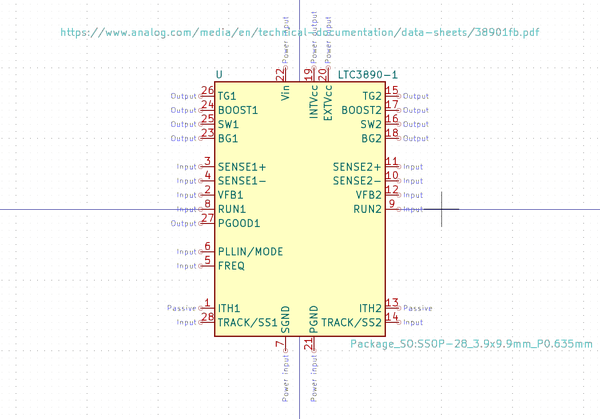 https://www.analog.com/media/en/technical-documentation/data-sheets/38901fb.pdf
Power input
Power output
Power input
22
19
20
U
LTC3890-1
Vin
INTVcc
EXTVcc
Output 26 TG1 TG2 15 Output
Output 24 BOOST1 BOOST2 17 Output
Output 25 SW1 SW2 16 Output
Output 23 BG1 BG2 18 Output
Input 3 SENSE1+ SENSE2+ 11 Input
Input 4 SENSE1- SENSE2- 10 Input
Input 2 VFB1 VFB2 12 Input
Input 8 RUN1 RUN2 9 Input
Output 27 PGOOD1
Input 6 PLLIN/MODE
Input 5 FREQ
Passive 1 ITH1 ITH2 13 Passive
Input 28 TRACK/SS1 TRACK/SS2 14 Input
SGND
PGND
7
21
Package_SO:SSOP-28_3.9x9.9mm_P0.635mm
Power input
Power input